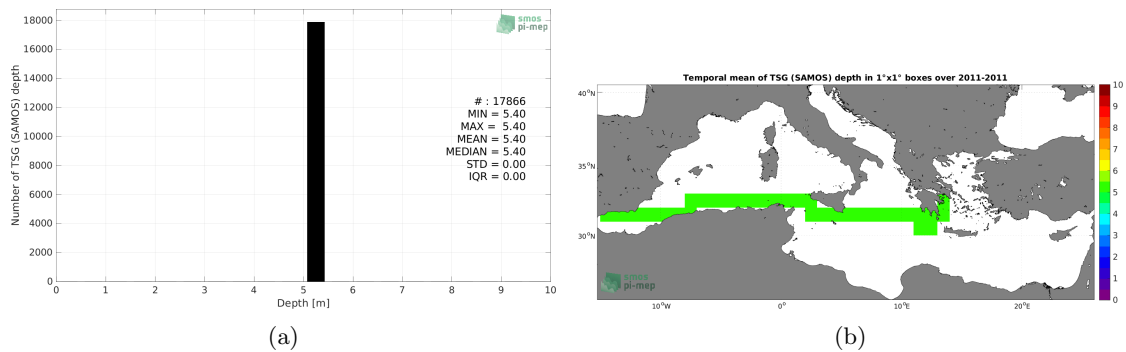 18000
16000
14000
12000
10000
8000
6000
4000
2000
0
Number of TSG (SAMOS) depth
smos
pi-mep
# : 17866
MIN = 5.40
MAX = 5.40
MEAN = 5.40
MEDIAN = 5.40
STD = 0.00
IQR = 0.00
0 1 2 3 4 5 6 7 8 9 10
Depth [m]
(a)
Temporal mean of TSG (SAMOS) depth in 1°x1° boxes over 2011-2011
40°N
35°N
30°N
10°W 0° 10°E 20°E
smos
pi-mep
10
9
8
7
6
5
4
3
2
1
0
(b)